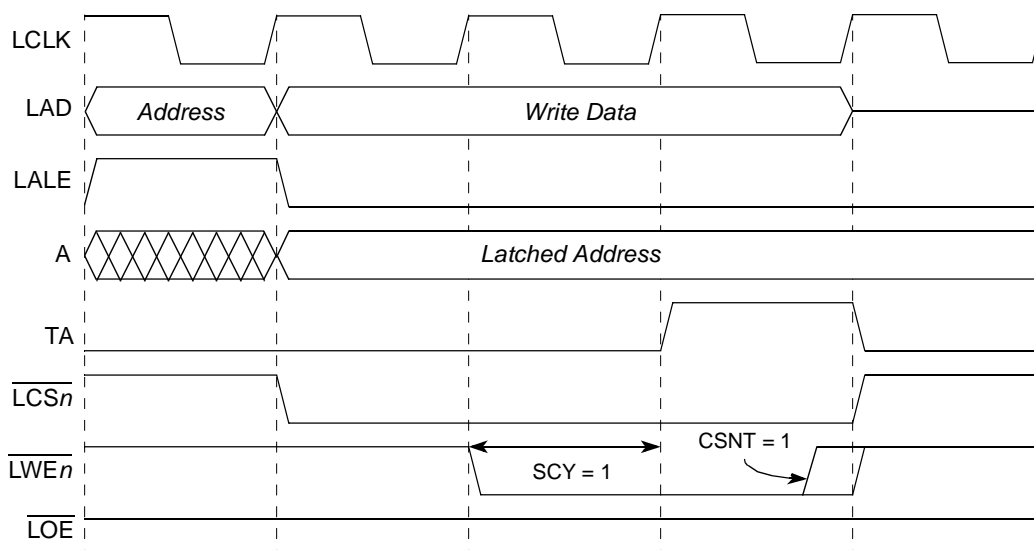 LCLK
LAD
Address
Write Data
LALE
A
Latched Address
TA
LCSn
CSNT = 1
LWEn
SCY = 1
LOE